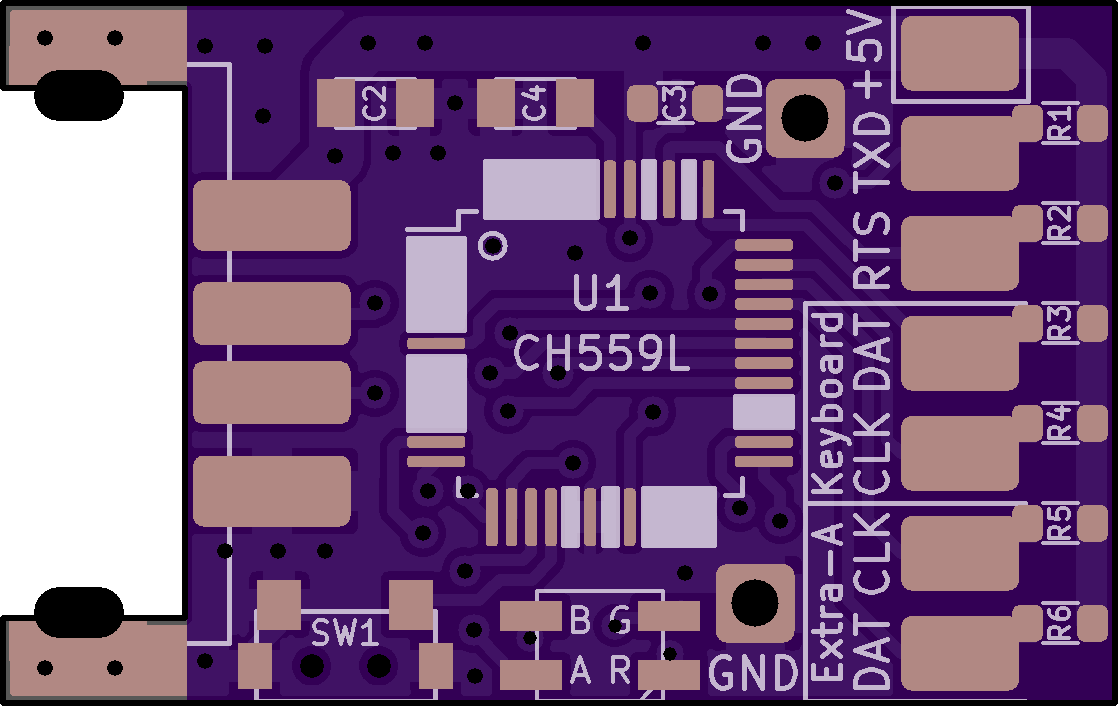 C2
C4
C3
GND
+5V
TXD
RTS
R1
R2
R3
R4
R5
R6
U1
CH559L
Keyboard
DAT
CLK
Extra-A
CLK
DAT
SW1
B G
A R
GND